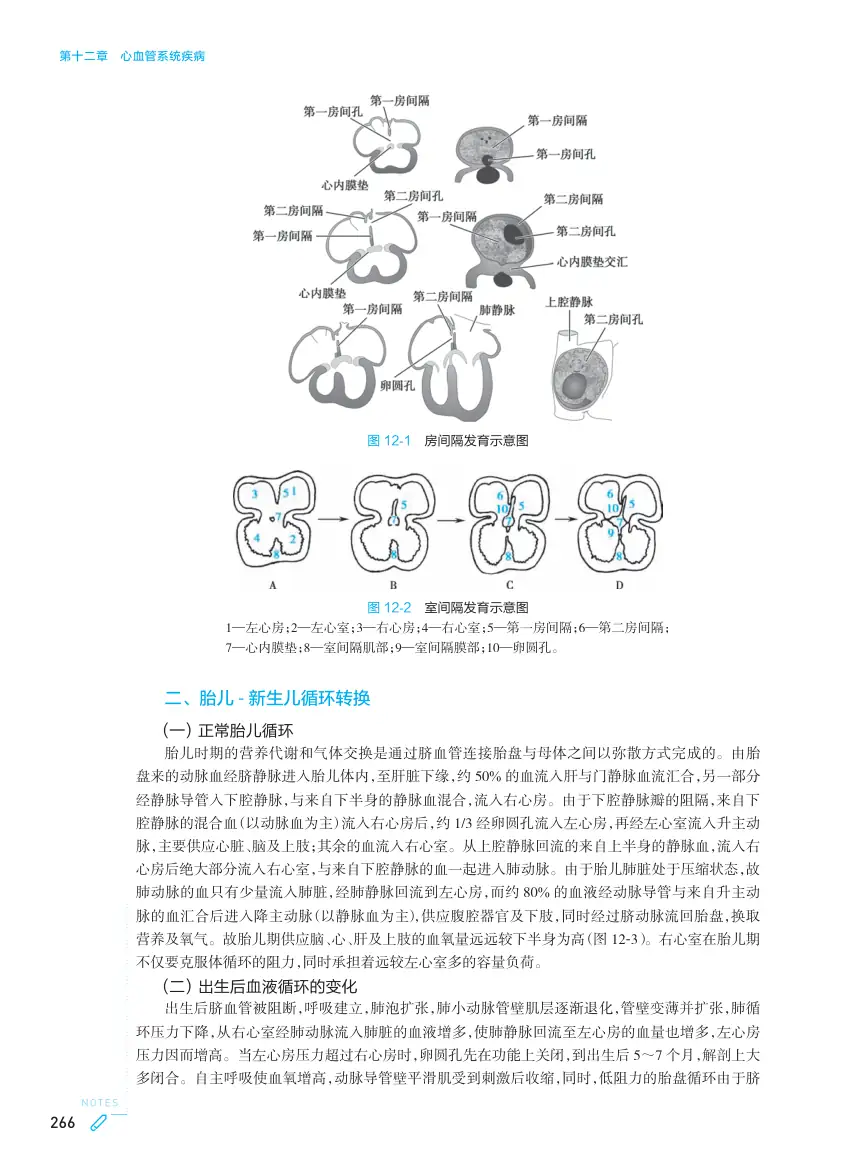 第十二章　心血管系统疾病
第一房间隔
第一房间孔
第一房间隔
第一房间孔
心内膜垫
第二房间孔
第二房间隔
第一房间隔
第二房间隔
第一房间隔
第二房间孔
心内膜垫交汇
心内膜垫
第二房间隔
第一房间隔
肺静脉
上腔静脉
第二房间孔
卵圆孔
图 12-1　房间隔发育示意图
3 5 1
7
4 2
8
5
7
8
6
10 5
7
8
6
10 5
7
9
8
A B C D
图 12-2　室间隔发育示意图
1—左心房;2—左心室;3—右心房;4—右心室;5—第一房间隔;6—第二房间隔;
7—心内膜垫;8—室间隔肌部;9—室间隔膜部;10—卵圆孔。
二、胎儿 - 新生儿循环转换
（一）正常胎儿循环
胎儿时期的营养代谢和气体交换是通过脐血管连接胎盘与母体之间以弥散方式完成的。由胎
盘来的动脉血经脐静脉进入胎儿体内,至肝脏下缘,约 50% 的血流入肝与门静脉血流汇合,另一部分
经静脉导管入下腔静脉,与来自下半身的静脉血混合,流入右心房。由于下腔静脉瓣的阻隔,来自下
腔静脉的混合血(以动脉血为主)流入右心房后,约 1/3 经卵圆孔流入左心房,再经左心室流入升主动
脉,主要供应心脏、脑及上肢;其余的血流入右心室。从上腔静脉回流的来自上半身的静脉血,流入右
心房后绝大部分流入右心室,与来自下腔静脉的血一起进入肺动脉。由于胎儿肺脏处于压缩状态,故
肺动脉的血只有少量流入肺脏,经肺静脉回流到左心房,而约 80% 的血液经动脉导管与来自升主动
脉的血汇合后进入降主动脉(以静脉血为主),供应腹腔器官及下肢,同时经过脐动脉流回胎盘,换取
营养及氧气。故胎儿期供应脑、心、肝及上肢的血氧量远远较下半身为高(图 12-3)。右心室在胎儿期
不仅要克服体循环的阻力,同时承担着远较左心室多的容量负荷。
（二）出生后血液循环的变化
出生后脐血管被阻断,呼吸建立,肺泡扩张,肺小动脉管壁肌层逐渐退化,管壁变薄并扩张,肺循
环压力下降,从右心室经肺动脉流入肺脏的血液增多,使肺静脉回流至左心房的血量也增多,左心房
压力因而增高。当左心房压力超过右心房时,卵圆孔先在功能上关闭,到出生后 5～7 个月,解剖上大
多闭合。自主呼吸使血氧增高,动脉导管壁平滑肌受到刺激后收缩,同时,低阻力的胎盘循环由于脐
NOTES
266